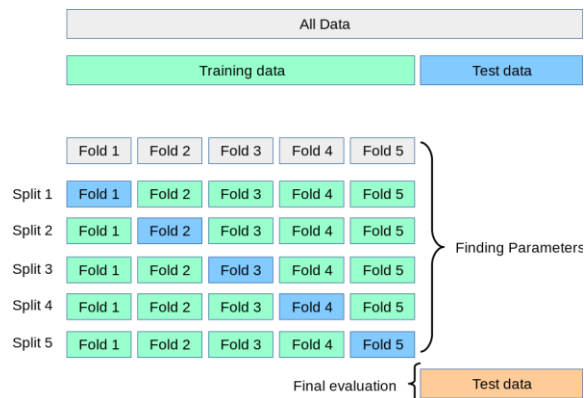 All Data
Training data Test data
Fold 1 Fold 2 Fold 3 Fold 4 Fold 5
Split 1 Fold 1 Fold 2 Fold 3 Fold 4 Fold 5
Split 2 Fold 1 Fold 2 Fold 3 Fold 4 Fold 5
Finding Parameters
Split 3 Fold 1 Fold 2 Fold 3 Fold 4 Fold 5
Split 4 Fold 1 Fold 2 Fold 3 Fold 4 Fold 5
Split 5 Fold 1 Fold 2 Fold 3 Fold 4 Fold 5
Final evaluation Test data